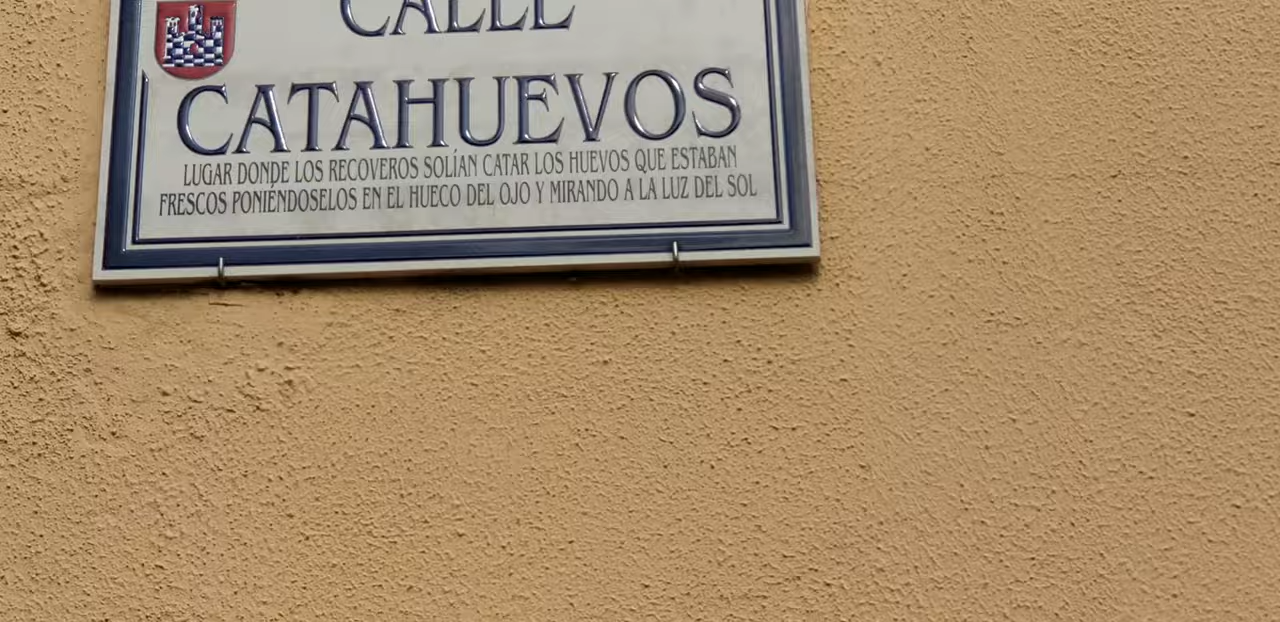 CALLE
CATAHUEVOS
LUGAR DONDE LOS RECOVEROS SOLÍAN CATAR LOS HUEVOS QUE ESTABAN
FRESCOS PONIÉNDOSELOS EN EL HUECO DEL OJO Y MIRANDO A LA LUZ DEL SOL